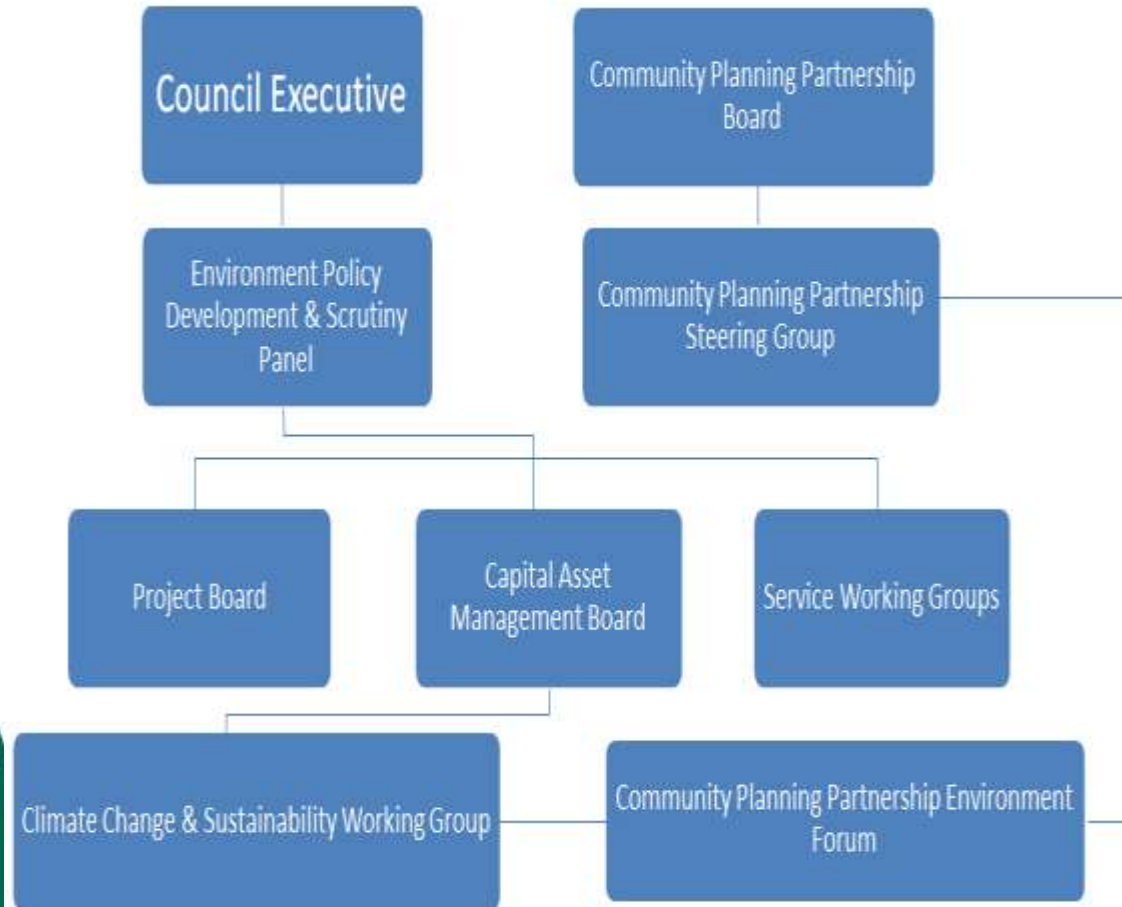 Council Executive
Community Planning Partnership
Board
Environment Policy
Development & Scrutiny
Panel
Community Planning Partnership
Steering Group
Project Board
Capital Asset
Management Board
Service Working Groups
Climate Change & Sustainability Working Group
Community Planning Partnership Environment
Forum